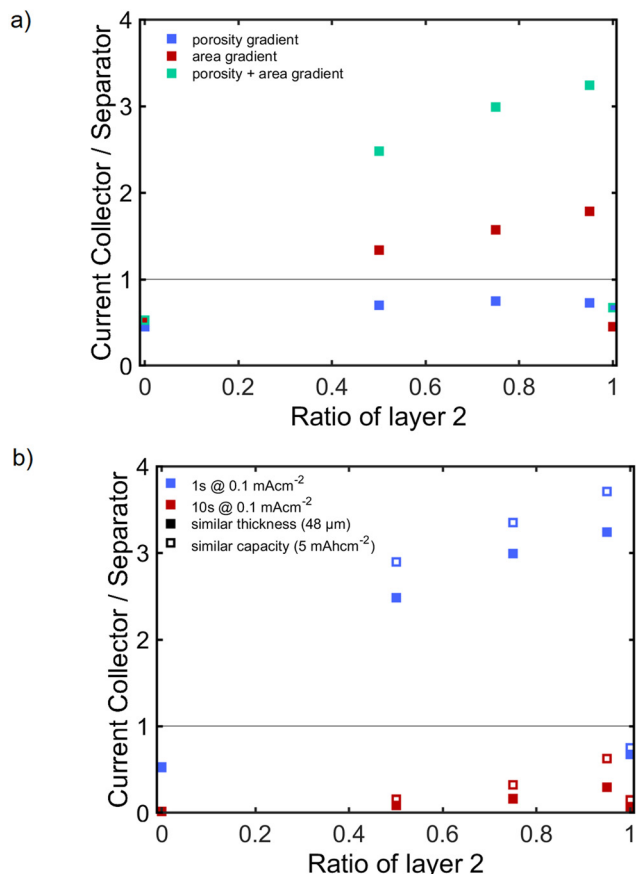 a)
4
3
2
1
0
Current Collector / Separator
porosity gradient
area gradient
porosity + area gradient
0 0.2 0.4 0.6 0.8 1
Ratio of layer 2
b)
4
3
2
1
0
Current Collector / Separator
1s @ 0.1 mAcm⁻²
10s @ 0.1 mAcm⁻²
similar thickness (48 µm)
similar capacity (5 mAhcm⁻²)
0 0.2 0.4 0.6 0.8 1
Ratio of layer 2